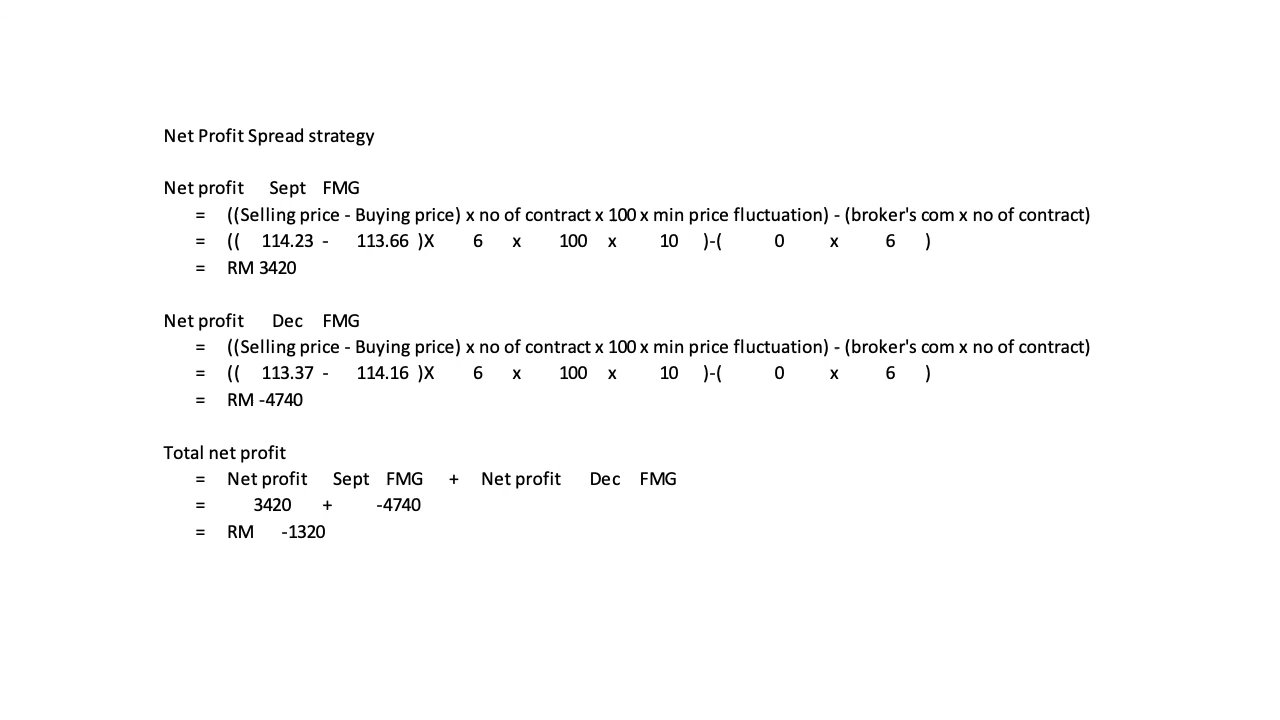 Net Profit Spread strategy
Net profit Sept FMG
= ((Selling price - Buying price) x no of contract x 100 x min price fluctuation) - (broker's com x no of contract)
= (( 114.23 - 113.66 )X 6 x 100 x 10 )-( 0 x 6 )
= RM 3420
Net profit Dec FMG
= ((Selling price - Buying price) x no of contract x 100 x min price fluctuation) - (broker's com x no of contract)
= (( 113.37 - 114.16 )X 6 x 100 x 10 )-( 0 x 6 )
= RM -4740
Total net profit
= Net profit Sept FMG + Net profit Dec FMG
= 3420 + -4740
= RM -1320